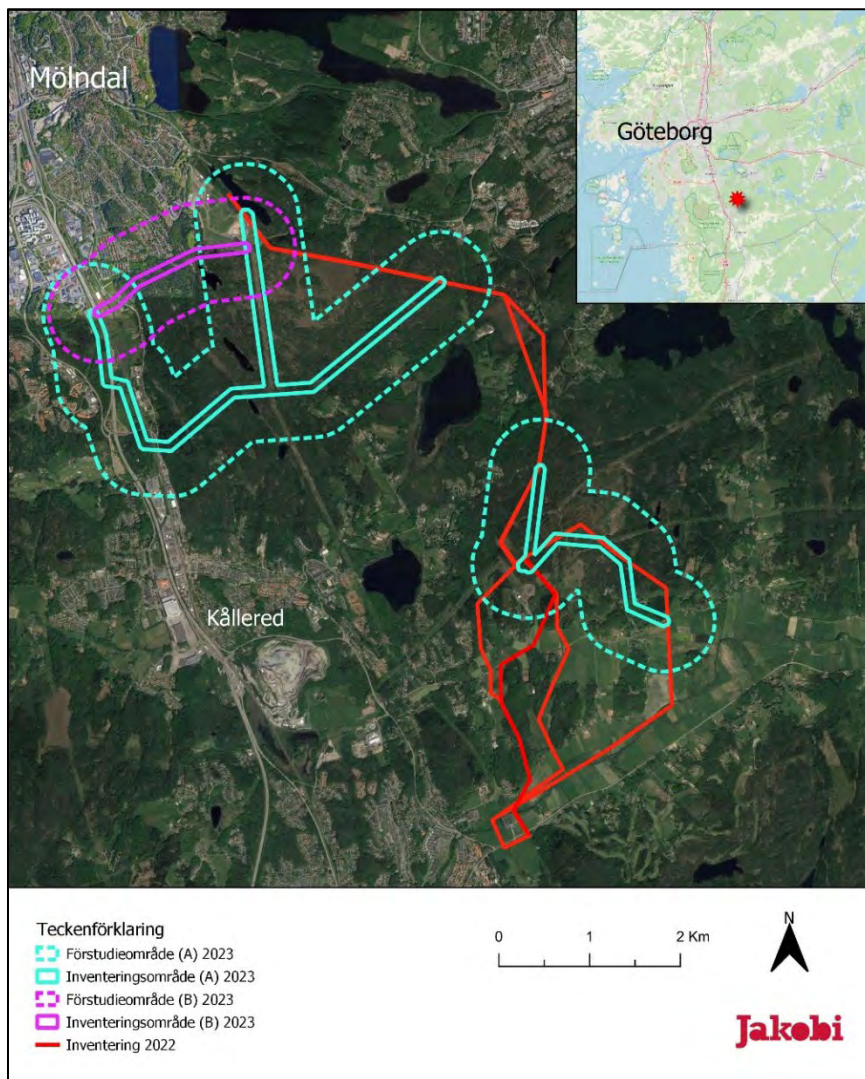 Mölndal
Göteborg
Kållered
Teckenförklaring
Förstudieområde (A) 2023
Inventeringsområde (A) 2023
Förstudieområde (B) 2023
Inventeringsområde (B) 2023
Inventering 2022
0 1 2 Km
N
Jakobi